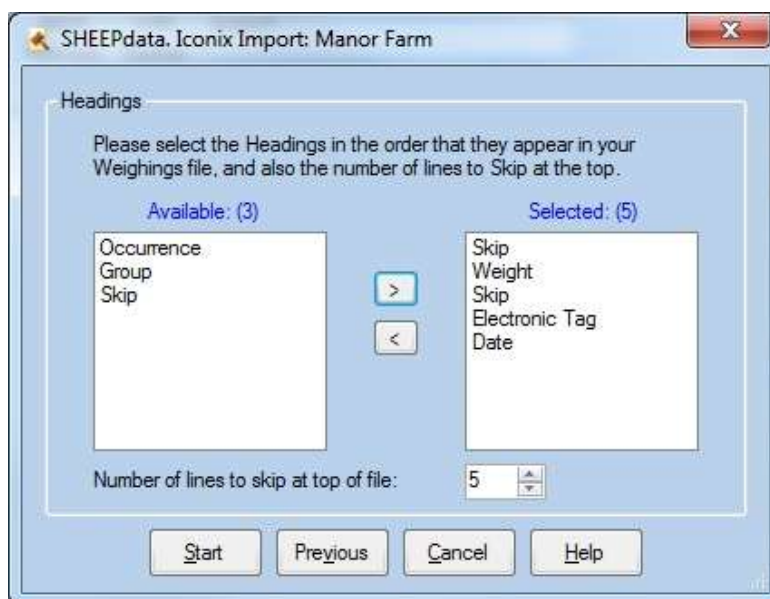 SHEEPdata. Iconix Import: Manor Farm
Headings
Please select the Headings in the order that they appear in your
Weighings file, and also the number of lines to Skip at the top.
Available: (3)
Occurrence
Group
Skip
>
<
Selected: (5)
Skip
Weight
Skip
Electronic Tag
Date
Number of lines to skip at top of file: 5
Start Previous Cancel Help